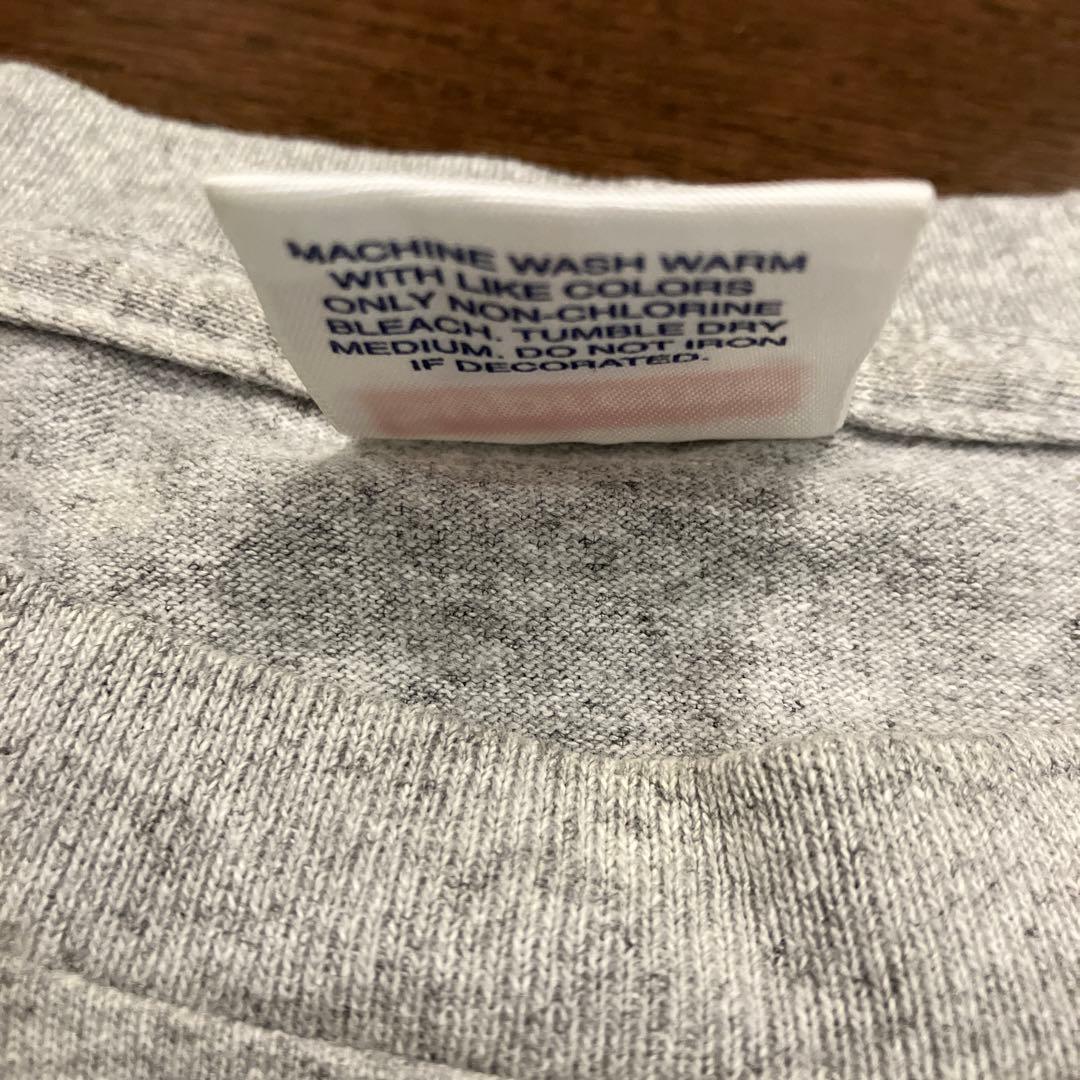 MACHINE WASH WARM
WITH LIKE COLORS
ONLY NON-CHLORINE
BLEACH. TUMBLE DRY
MEDIUM. DO NOT IRON
IF DECORATED.